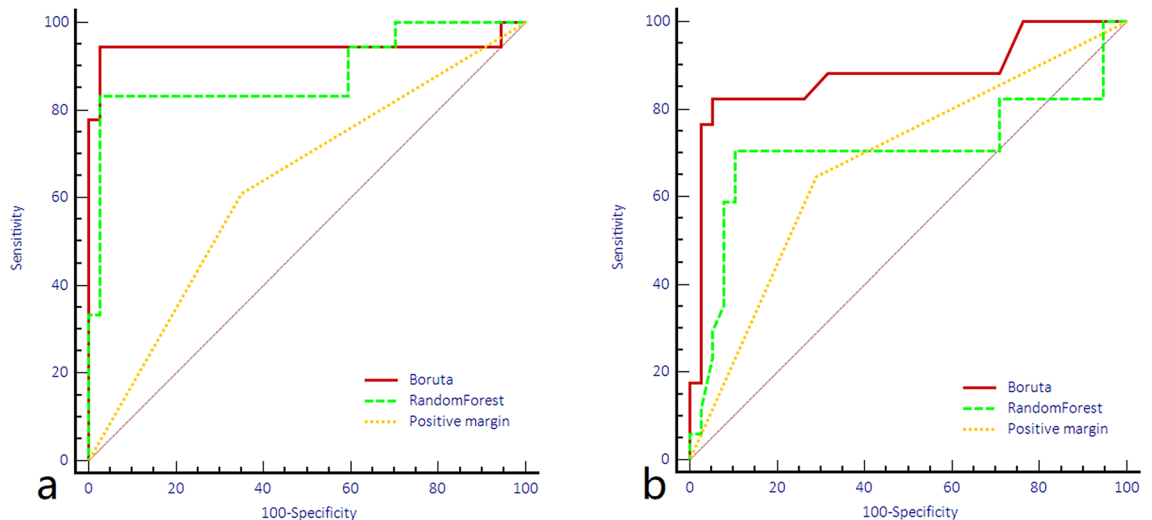 100
80
60
40
20
0
Sensitivity
Boruta
RandomForest
Positive margin
0 20 40 60 80 100
100-Specificity
a
100
80
60
40
20
0
Sensitivity
Boruta
RandomForest
Positive margin
0 20 40 60 80 100
100-Specificity
b